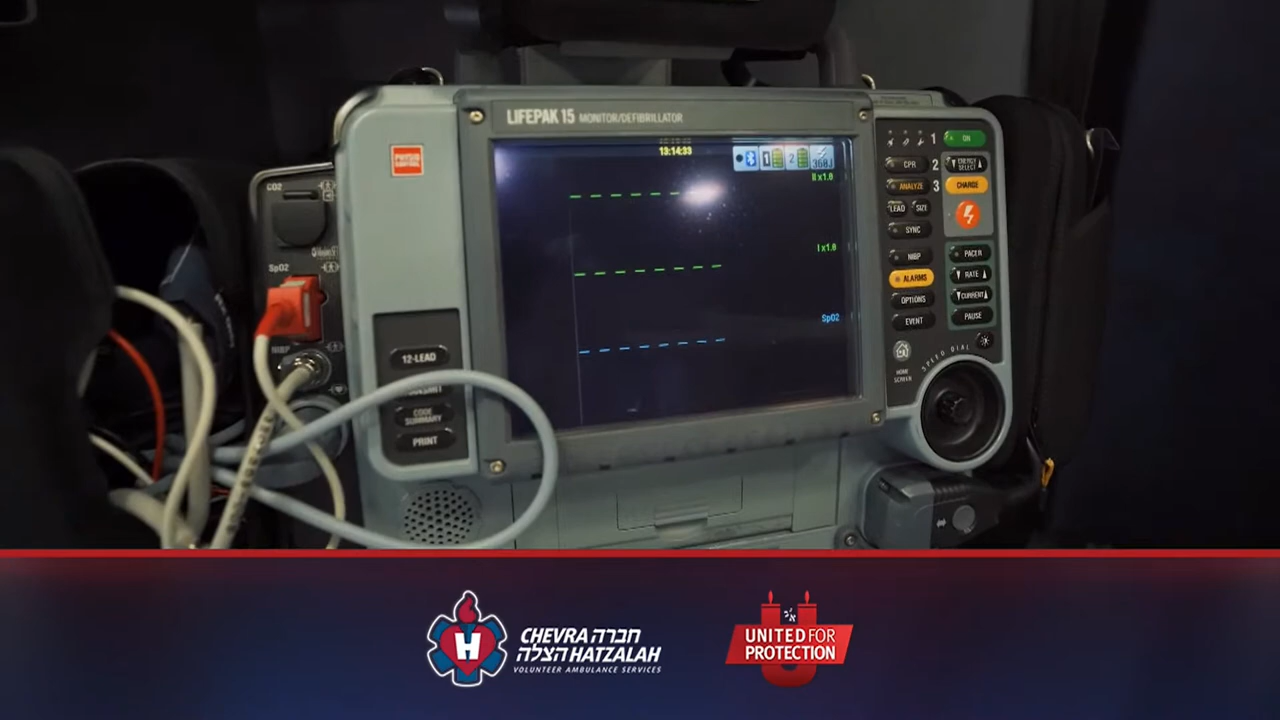 LIFEPAK 15 MONITOR/DEFIBRILLATOR
PHYSIO
CONTROL
13:14:33
1
2
360J
II x1.0
I x1.0
SpO2
CO2
SpO2
NIBP
12-LEAD
CODE
SUMMARY
PRINT
1
ON
CPR
2
ENERGY
SELECT
ANALYZE
3
CHARGE
LEAD
SIZE
SYNC
NIBP
PACER
ALARMS
RATE
OPTIONS
CURRENT
EVENT
PAUSE
HOME
SCREEN
SPEED DIAL
CHEVRA חברה
הצלה HATZALAH
VOLUNTEER AMBULANCE SERVICES
H
UNITED FOR
PROTECTION